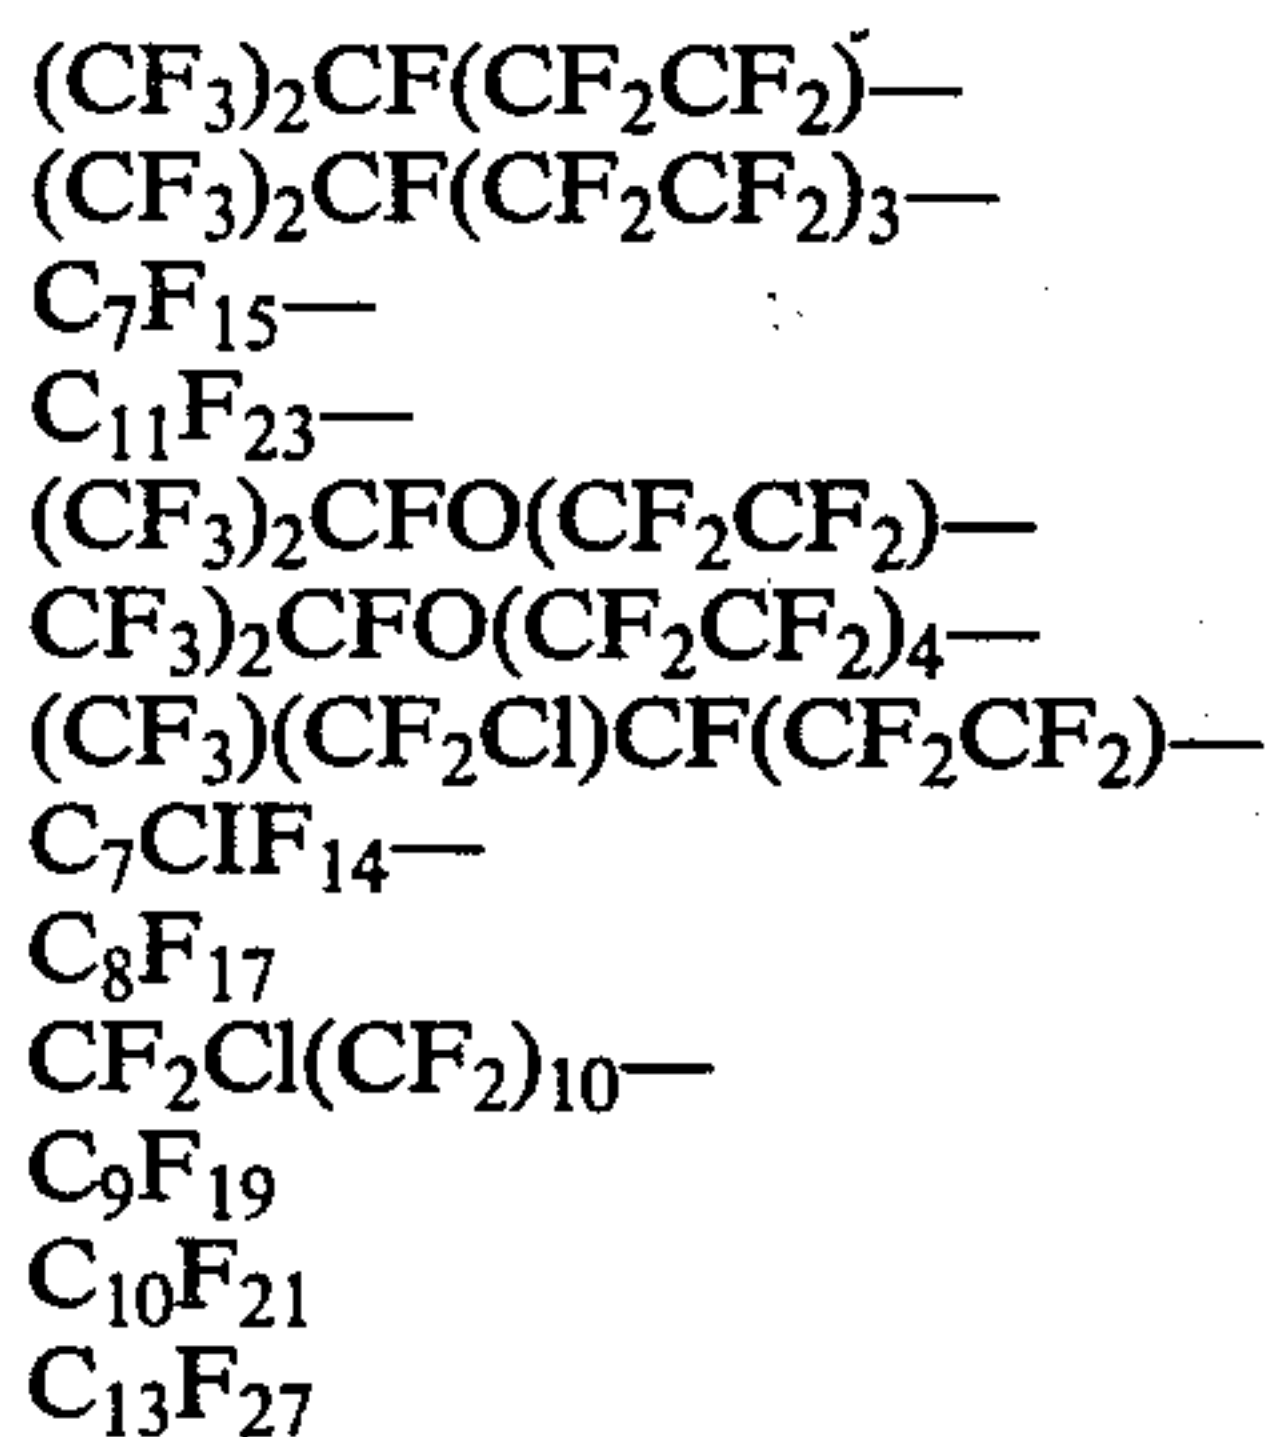 (CF₃)₂CF(CF₂CF₂)—
(CF₃)₂CF(CF₂CF₂)₃—
C₇F₁₅—
C₁₁F₂₃—
(CF₃)₂CFO(CF₂CF₂)—
CF₃)₂CFO(CF₂CF₂)₄—
(CF₃)(CF₂Cl)CF(CF₂CF₂)—
C₇CIF₁₄—
C₈F₁₇
CF₂Cl(CF₂)₁₀—
C₉F₁₉
C₁₀F₂₁
C₁₃F₂₇